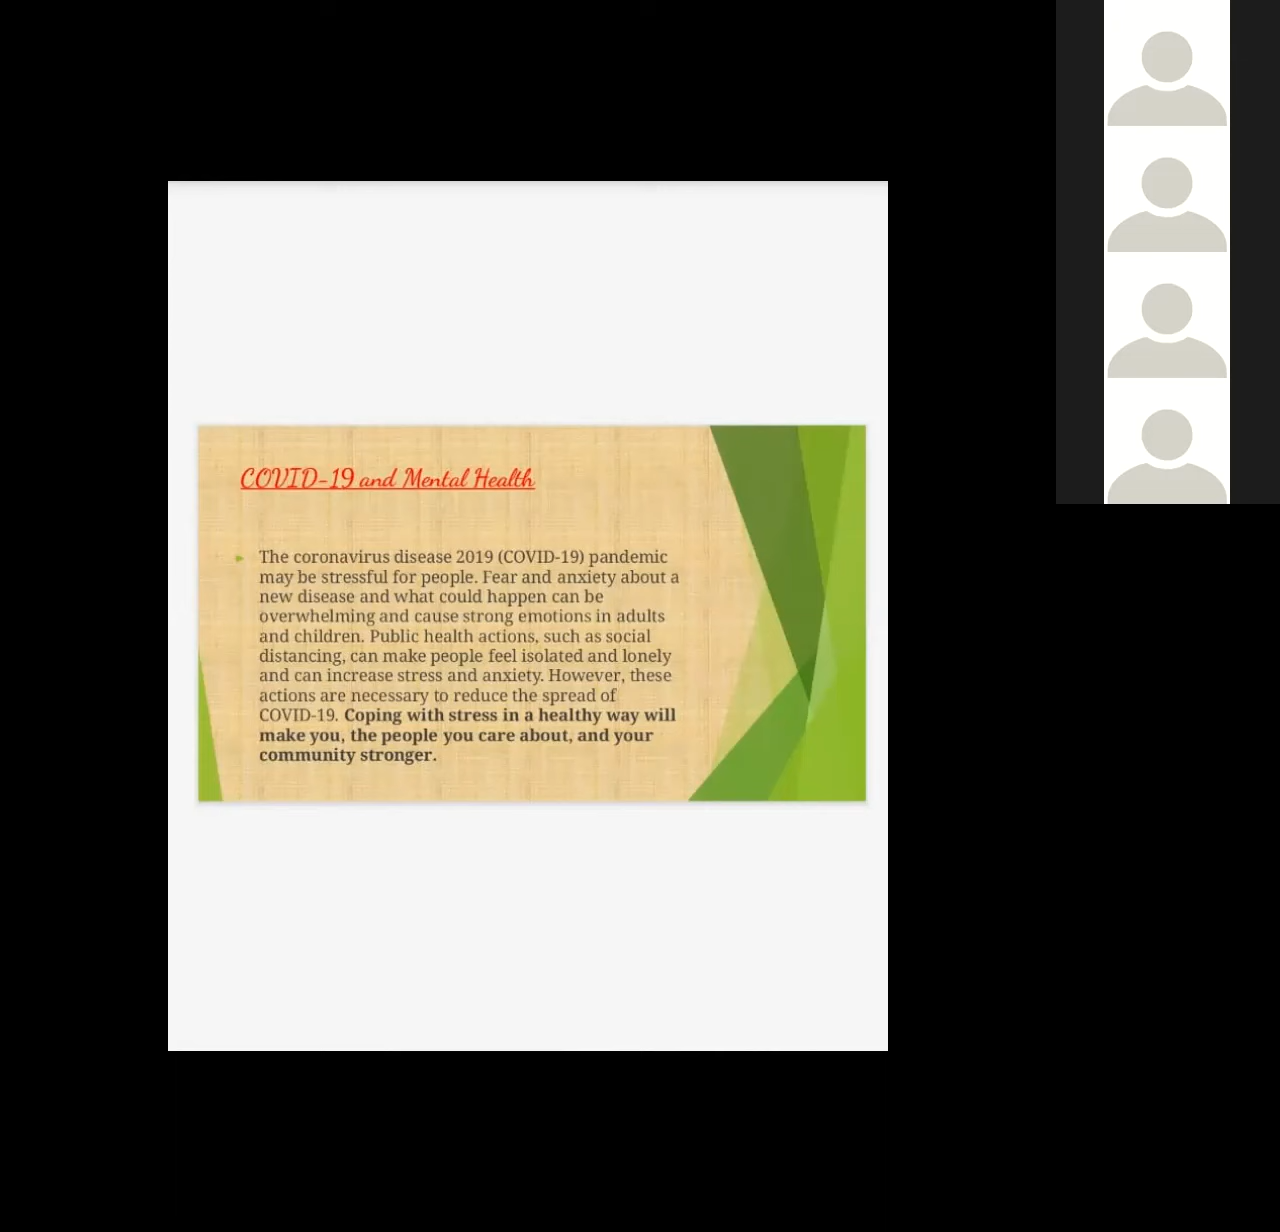 COVID-19 and Mental Health
The coronavirus disease 2019 (COVID-19) pandemic
may be stressful for people. Fear and anxiety about a
new disease and what could happen can be
overwhelming and cause strong emotions in adults
and children. Public health actions, such as social
distancing, can make people feel isolated and lonely
and can increase stress and anxiety. However, these
actions are necessary to reduce the spread of
COVID-19. Coping with stress in a healthy way will
make you, the people you care about, and your
community stronger.